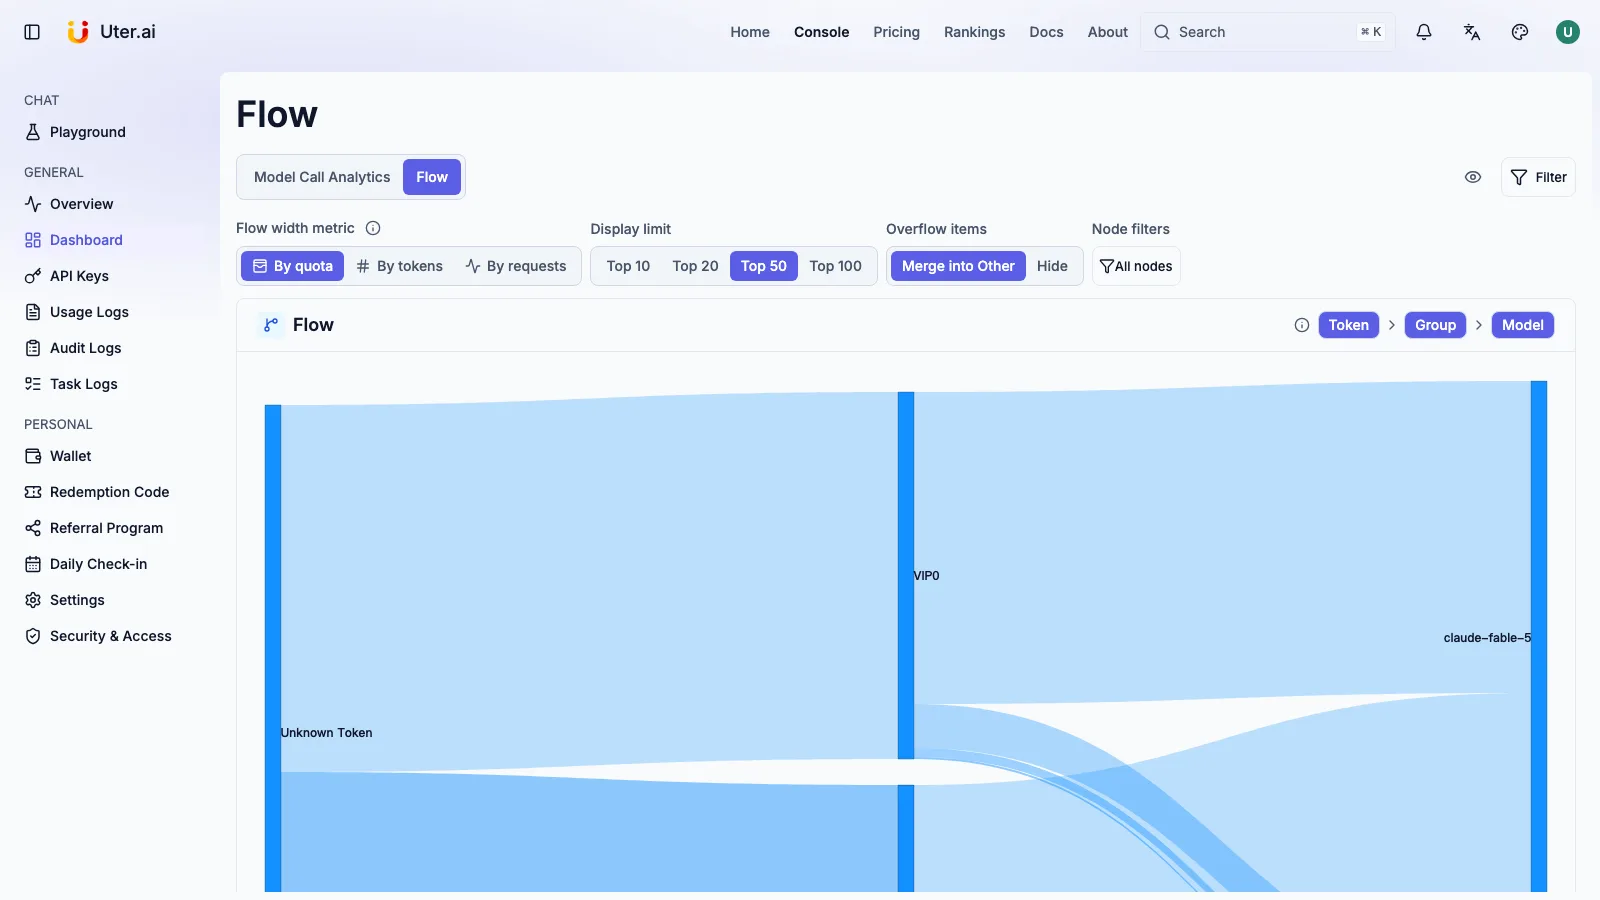 Uter.ai
Home
Console
Pricing
Rankings
Docs
About
Search
⌘ K
U
CHAT
Playground
GENERAL
Overview
Dashboard
API Keys
Usage Logs
Audit Logs
Task Logs
PERSONAL
Wallet
Redemption Code
Referral Program
Daily Check-in
Settings
Security & Access
Flow
Model Call Analytics
Flow
Filter
Flow width metric
By quota
By tokens
By requests
Display limit
Top 10
Top 20
Top 50
Top 100
Overflow items
Merge into Other
Hide
Node filters
All nodes
Flow
Token
Group
Model
VIP0
claude-fable-5
Unknown Token